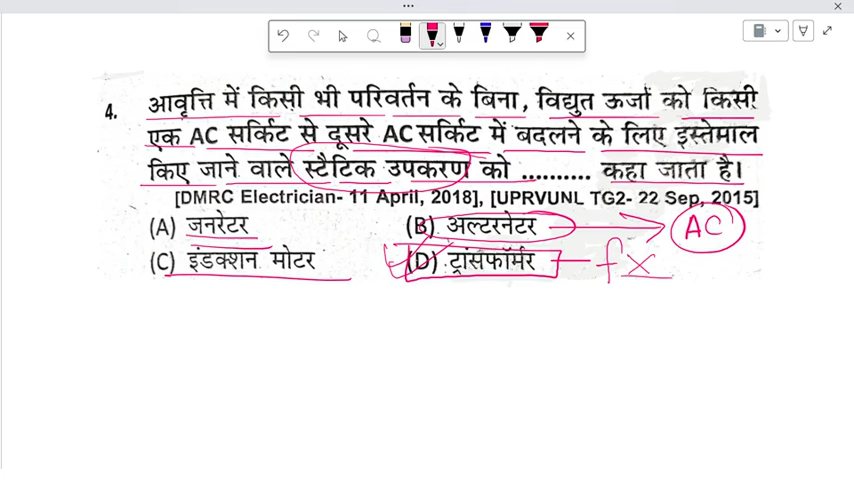 4. आवृत्ति में किसी भी परिवर्तन के बिना, विद्युत ऊर्जा को किसी
एक AC सर्किट से दूसरे AC सर्किट में बदलने के लिए इस्तेमाल
किए जाने वाले स्टैटिक उपकरण को .......... कहा जाता है।
[DMRC Electrician- 11 April, 2018], [UPRVUNL TG2- 22 Sep, 2015]
(A) जनरेटर (B) अल्टरनेटर AC
(C) इंडक्शन मोटर (D) ट्रांसफॉर्मर f x